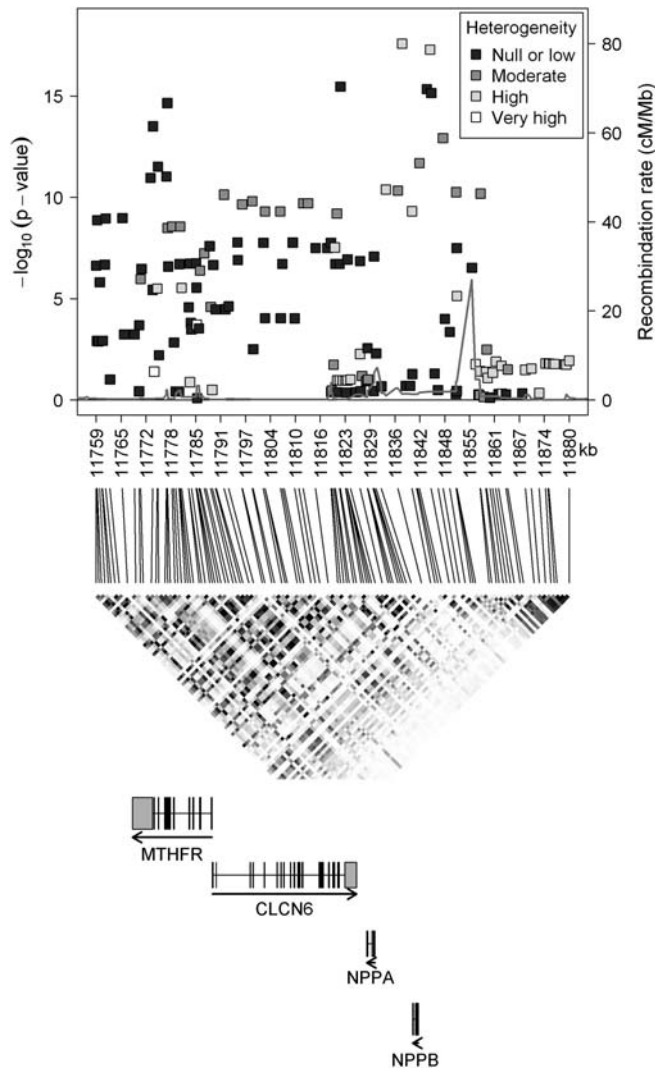 Heterogeneity
Null or low
Moderate
High
Very high
−log10 (p − value)
15
10
5
0
80
60
40
20
0
Recombindation rate (cM/Mb)
11759
11765
11772
11778
11785
11791
11797
11804
11810
11816
11823
11829
11836
11842
11848
11855
11861
11867
11874
11880
kb
MTHFR
CLCN6
NPPA
NPPB